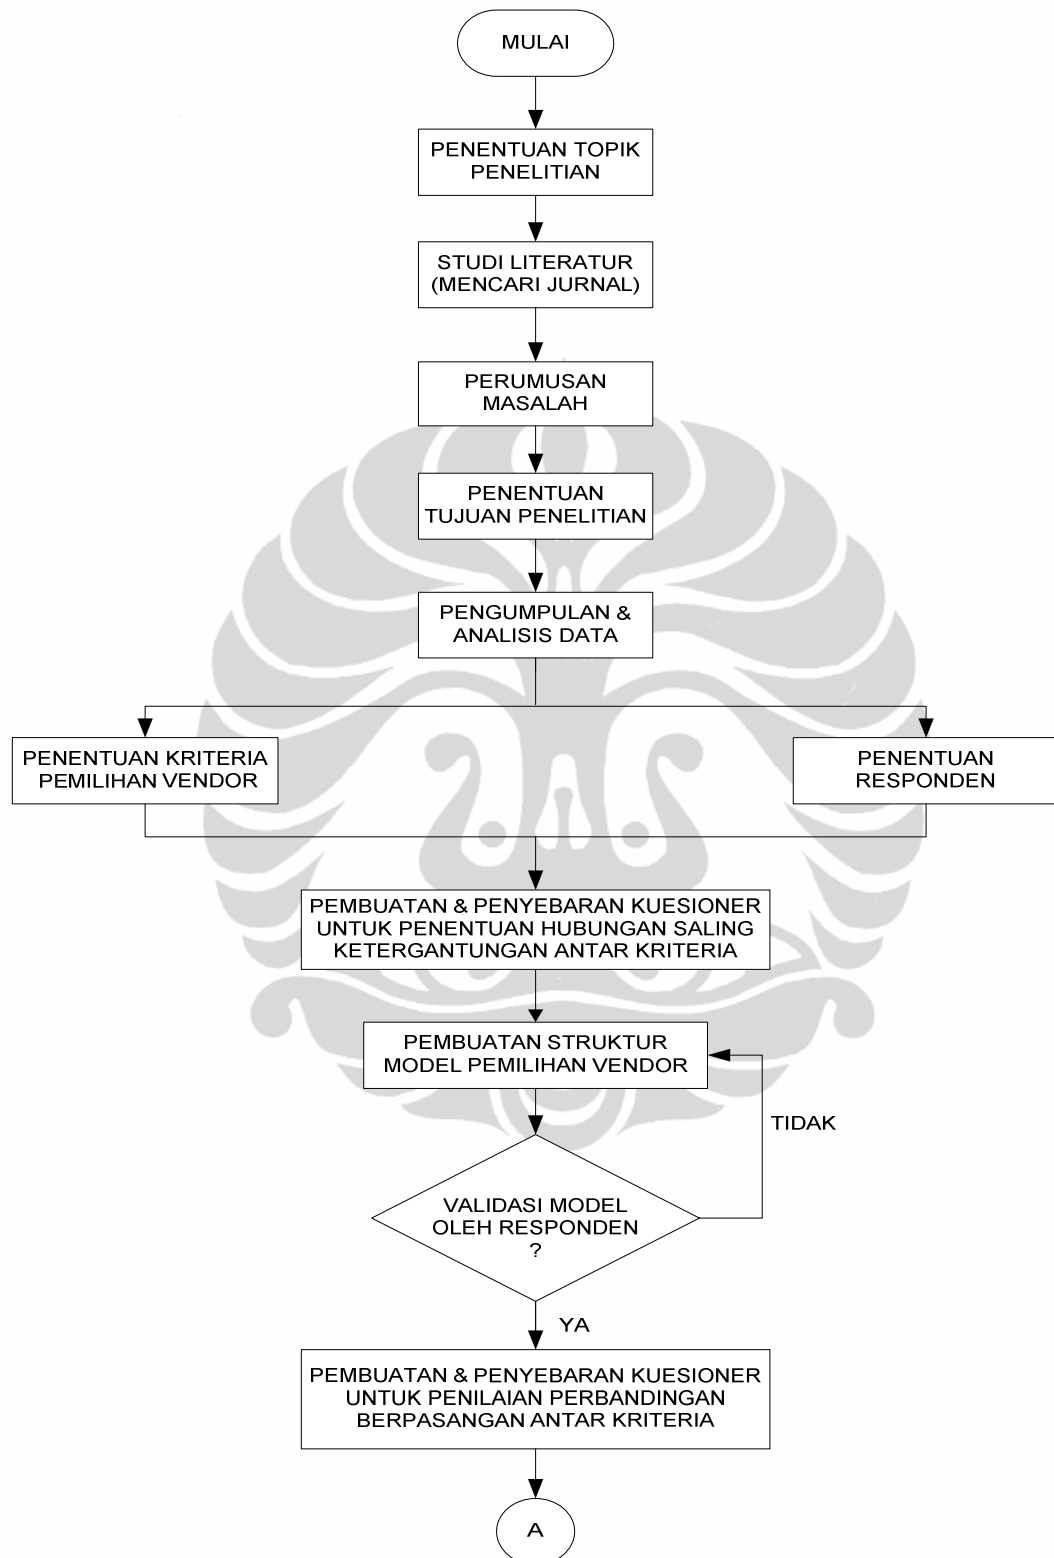 MULAI
PENENTUAN TOPIK
PENELITIAN
STUDI LITERATUR
(MENCARI JURNAL)
PERUMUSAN
MASALAH
PENENTUAN
TUJUAN PENELITIAN
PENGUMPULAN &
ANALISIS DATA
PENENTUAN KRITERIA
PEMILIHAN VENDOR
PENENTUAN
RESPONDEN
PEMBUATAN & PENYEBARAN KUESIONER
UNTUK PENENTUAN HUBUNGAN SALING
KETERGANTUNGAN ANTAR KRITERIA
PEMBUATAN STRUKTUR
MODEL PEMILIHAN VENDOR
TIDAK
VALIDASI MODEL
OLEH RESPONDEN
?
YA
PEMBUATAN & PENYEBARAN KUESIONER
UNTUK PENILAIAN PERBANDINGAN
BERPASANGAN ANTAR KRITERIA
A